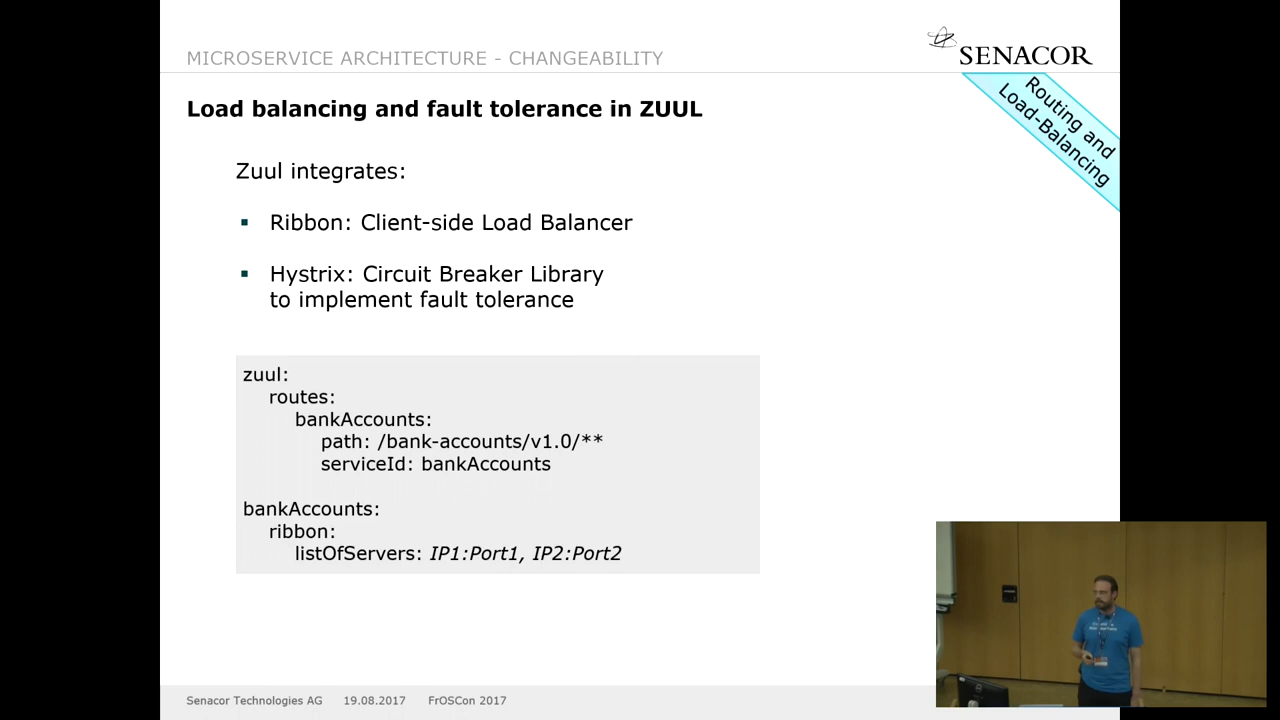 MICROSERVICE ARCHITECTURE - CHANGEABILITY
SENACOR
Routing and
Load-Balancing
Load balancing and fault tolerance in ZUUL
Zuul integrates:
▪ Ribbon: Client-side Load Balancer
▪ Hystrix: Circuit Breaker Library
to implement fault tolerance
zuul:
routes:
bankAccounts:
path: /bank-accounts/v1.0/**
serviceId: bankAccounts
bankAccounts:
ribbon:
listOfServers: IP1:Port1, IP2:Port2
Senacor Technologies AG 19.08.2017 FrOSCon 2017